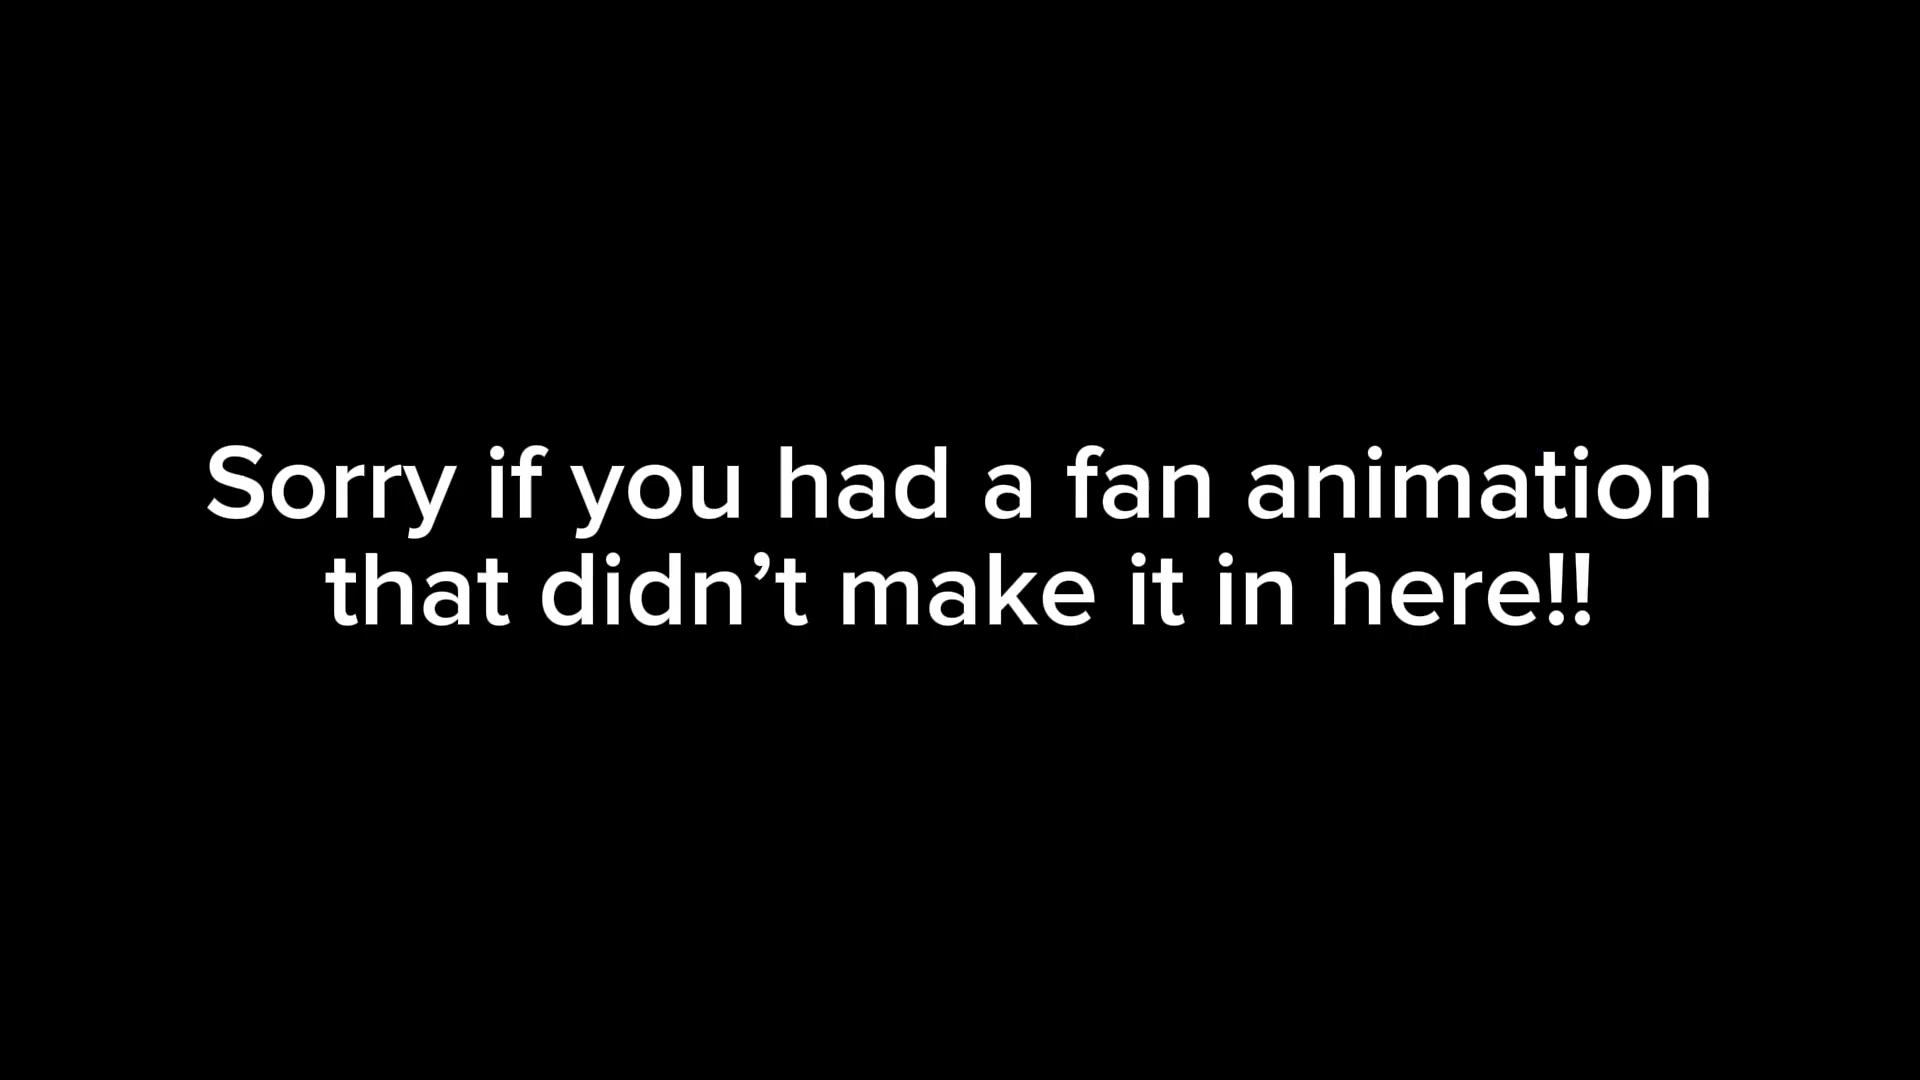 Sorry if you had a fan animation
that didn’t make it in here!!